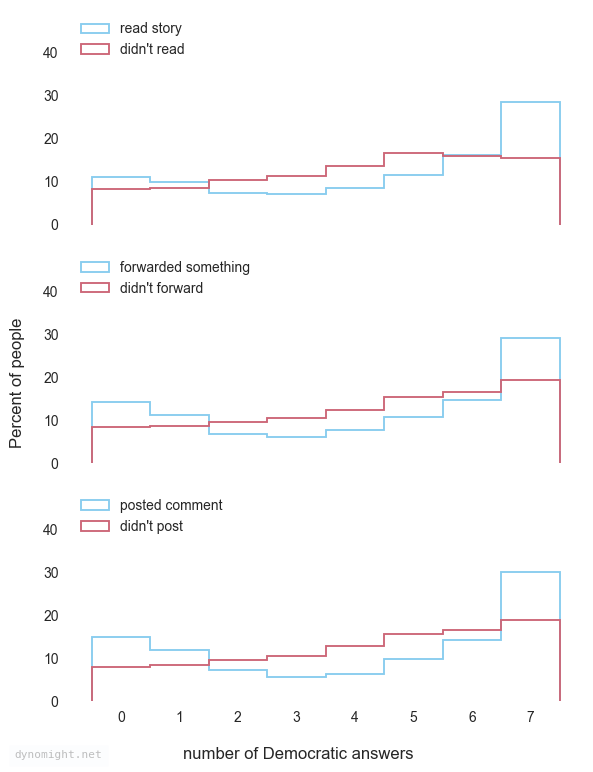 read story
didn't read
40
30
20
10
0
forwarded something
didn't forward
40
30
20
10
0
Percent of people
posted comment
didn't post
40
30
20
10
0
0 1 2 3 4 5 6 7
number of Democratic answers
dynomight.net